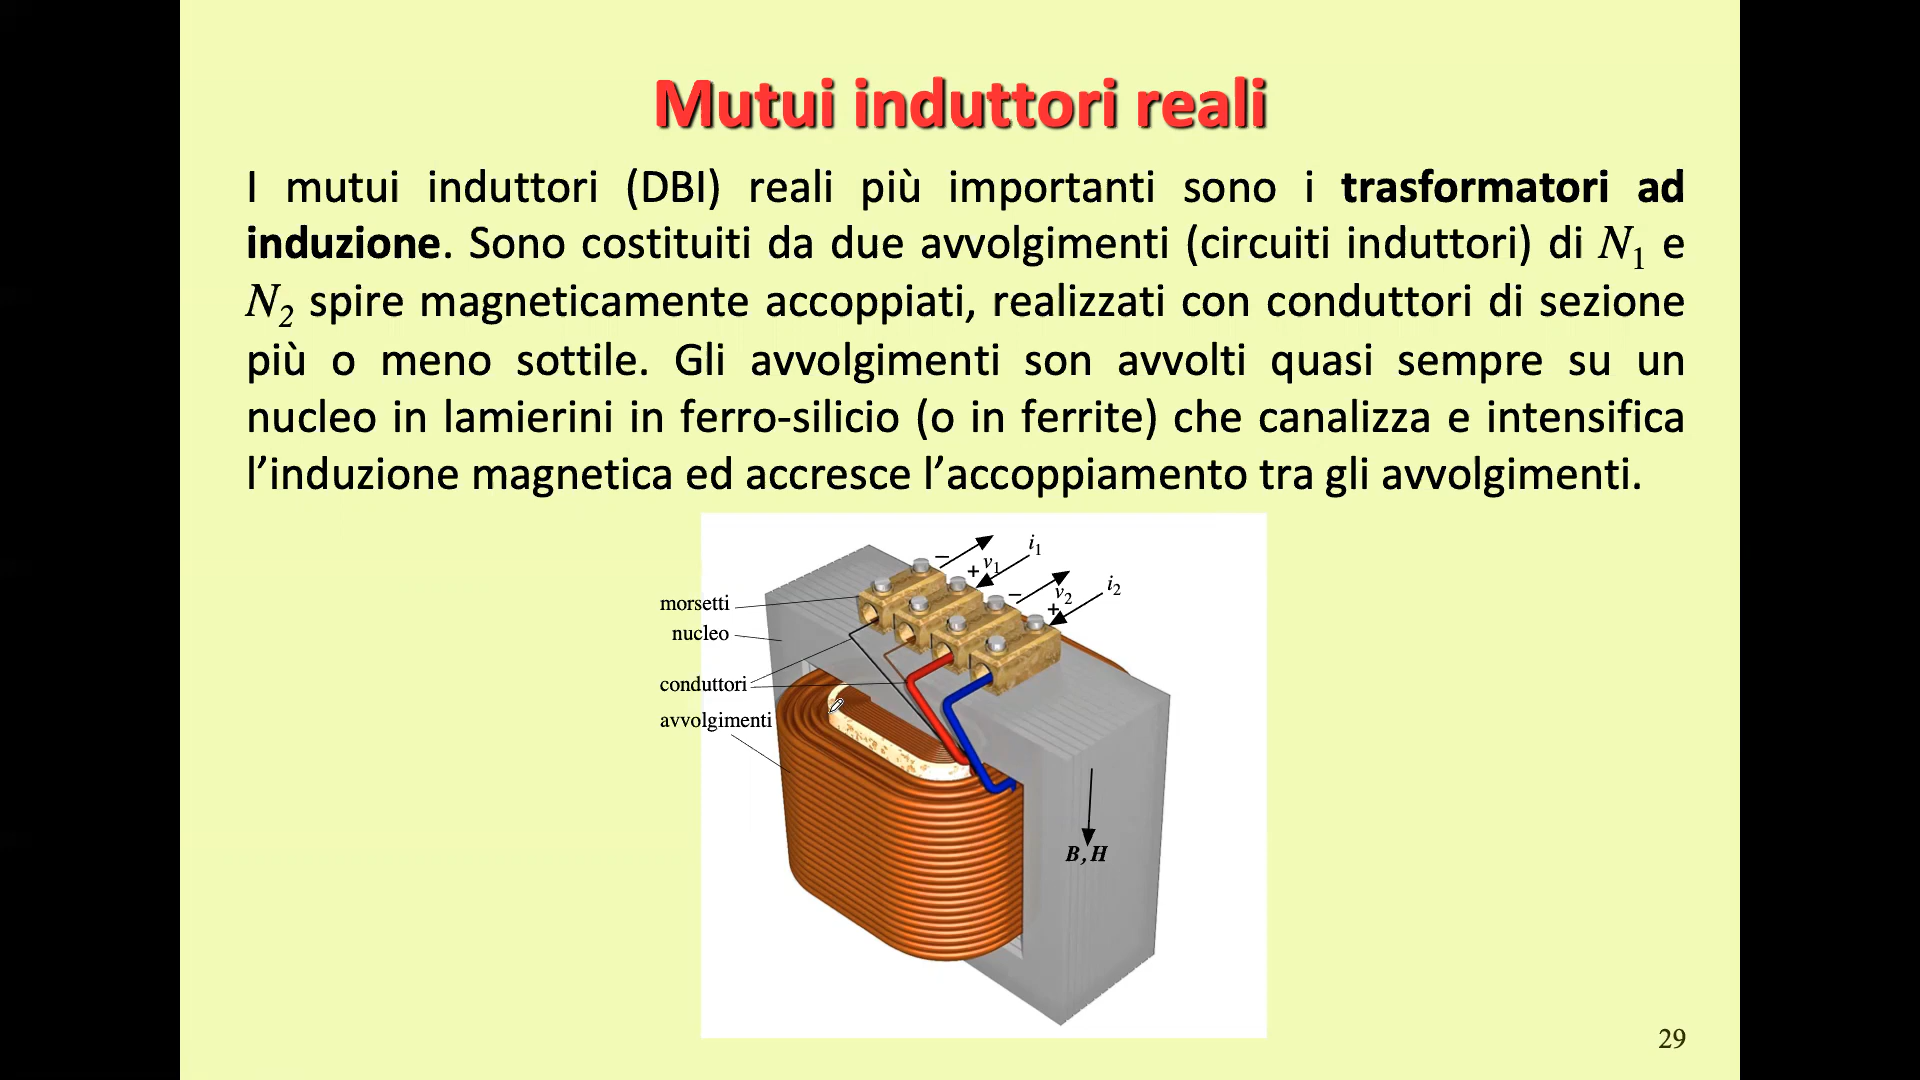 Mutui induttori reali
I mutui induttori (DBI) reali più importanti sono i trasformatori ad
induzione. Sono costituiti da due avvolgimenti (circuiti induttori) di N₁ e
N₂ spire magneticamente accoppiati, realizzati con conduttori di sezione
più o meno sottile. Gli avvolgimenti son avvolti quasi sempre su un
nucleo in lamierini in ferro-silicio (o in ferrite) che canalizza e intensifica
l’induzione magnetica ed accresce l’accoppiamento tra gli avvolgimenti.
– i₁
+ v₁
– i₂
+ v₂
morsetti
nucleo
conduttori
avvolgimenti
B, H
29